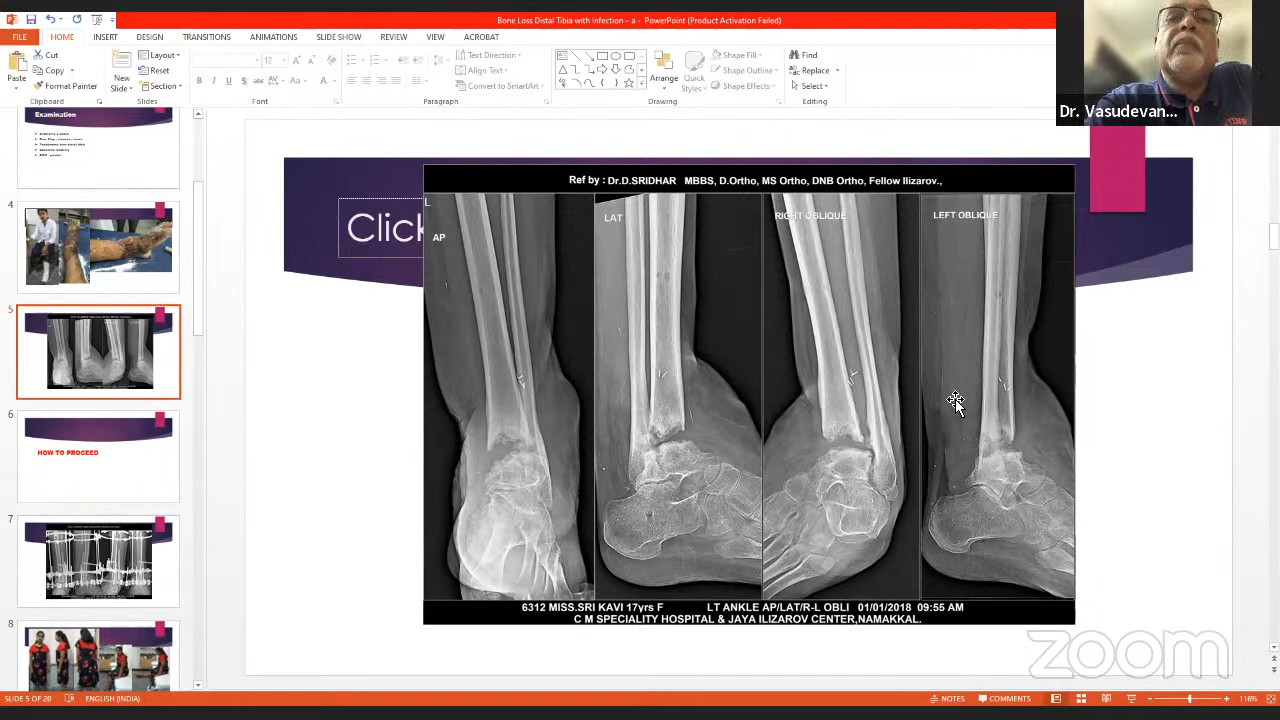 Bone Loss Distal Tibia with Infection – a - PowerPoint (Product Activation Failed)
FILE HOME INSERT DESIGN TRANSITIONS ANIMATIONS SLIDE SHOW REVIEW VIEW ACROBAT
Paste
Cut
Copy
Format Painter
Clipboard
New
Slide
Layout
Reset
Section
Slides
12
Font
Text Direction
Align Text
Convert to SmartArt
Paragraph
Arrange
Quick
Styles
Shape Fill
Shape Outline
Shape Effects
Drawing
Find
Replace
Select
Editing
Dr. Vasudevan...
Examination
4
5
6
HOW TO PROCEED
7
8
Click
Ref by : Dr.D.SRIDHAR MBBS, D.Ortho, MS Ortho, DNB Ortho, Fellow Ilizarov.,
L
AP
LAT
RIGHT OBLIQUE
LEFT OBLIQUE
6312 MISS.SRI KAVI 17yrs F LT ANKLE AP/LAT/R-L OBLI 01/01/2018 09:55 AM
C M SPECIALITY HOSPITAL & JAYA ILIZAROV CENTER,NAMAKKAL.
zoom
SLIDE 5 OF 20 ENGLISH (INDIA) NOTES COMMENTS 116%